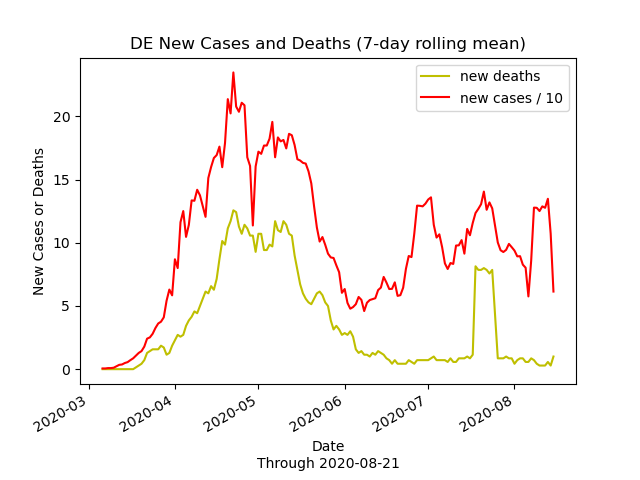 DE New Cases and Deaths (7-day rolling mean)
new deaths
new cases / 10
20
15
10
5
0
New Cases or Deaths
2020-03
2020-04
2020-05
2020-06
2020-07
2020-08
Date
Through 2020-08-21